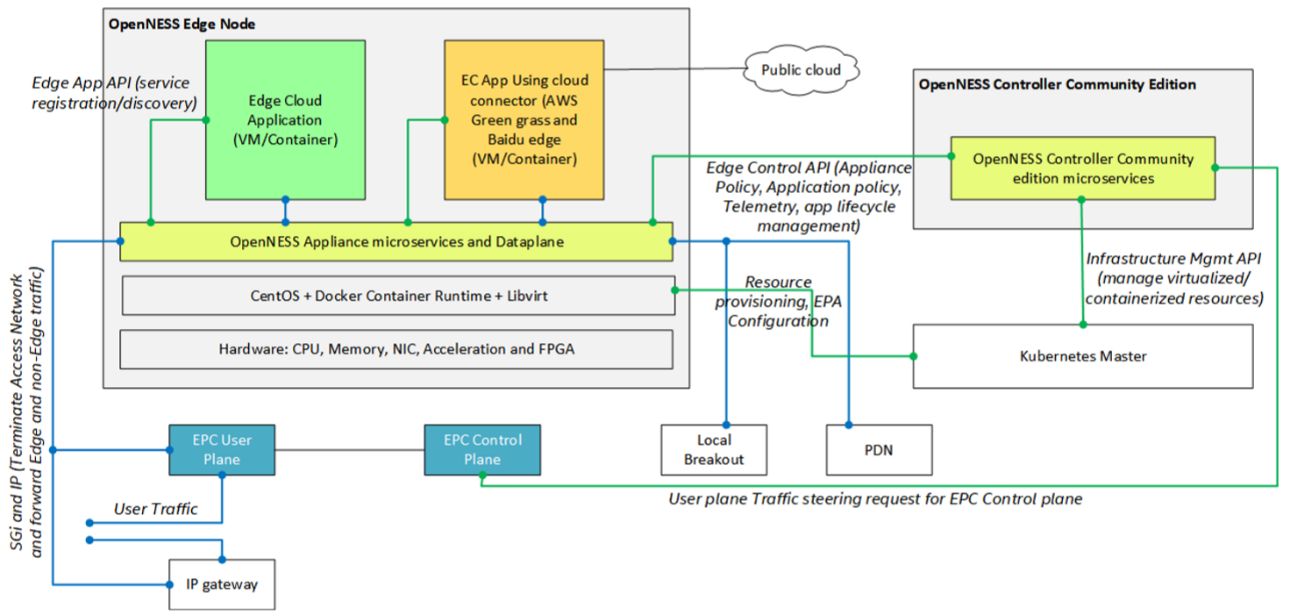 OpenNESS Edge Node
Edge App API (service
registration/discovery)
Edge Cloud
Application
(VM/Container)
EC App Using cloud
connector (AWS
Green grass and
Baidu edge
(VM/Container)
Public cloud
OpenNESS Controller Community Edition
OpenNESS Controller Community
edition microservices
Edge Control API (Appliance
Policy, Application policy,
Telemetry, app lifecycle
management)
OpenNESS Appliance microservices and Dataplane
Infrastructure Mgmt API
(manage virtualized/
containerized resources)
CentOS + Docker Container Runtime + Libvirt
Resource
provisioning, EPA
Configuration
Hardware: CPU, Memory, NIC, Acceleration and FPGA
Kubernetes Master
SGi and IP (Terminate Access Network
and forward Edge and non-Edge traffic)
EPC User
Plane
EPC Control
Plane
Local
Breakout
PDN
User plane Traffic steering request for EPC Control plane
User Traffic
IP gateway